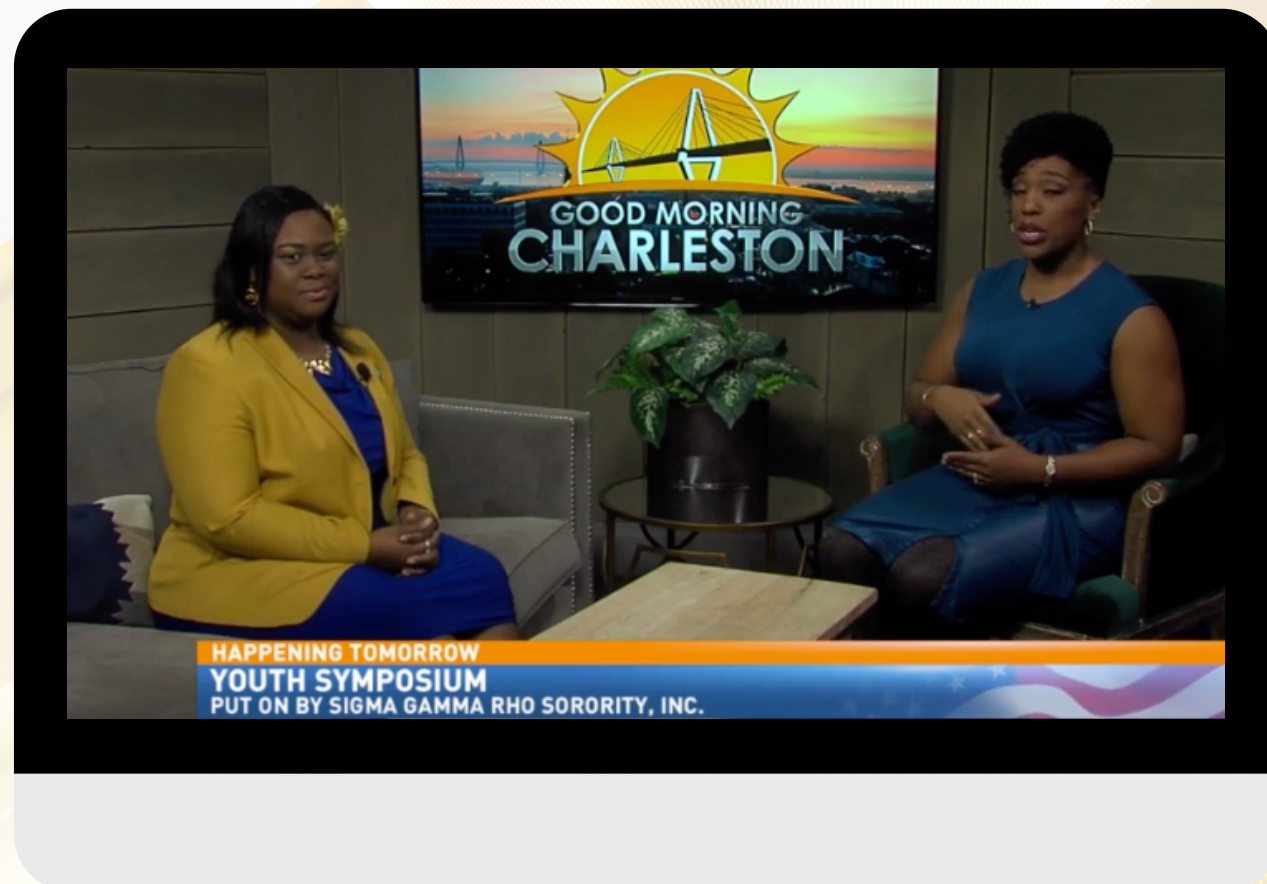 GOOD MORNING
CHARLESTON
HAPPENING TOMORROW
YOUTH SYMPOSIUM
PUT ON BY SIGMA GAMMA RHO SORORITY, INC.